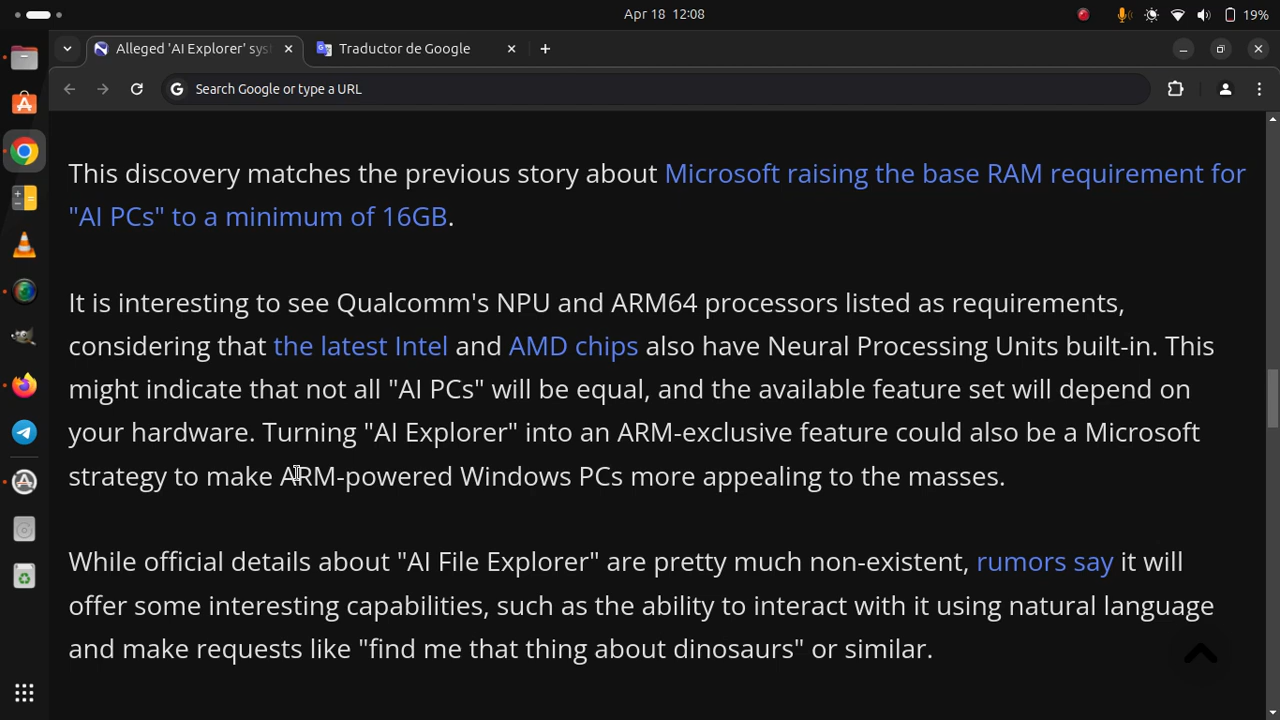 Apr 18 12:08
19%
Alleged 'AI Explorer' sys
Traductor de Google
Search Google or type a URL
This discovery matches the previous story about Microsoft raising the base RAM requirement for
"AI PCs" to a minimum of 16GB.
It is interesting to see Qualcomm's NPU and ARM64 processors listed as requirements,
considering that the latest Intel and AMD chips also have Neural Processing Units built-in. This
might indicate that not all "AI PCs" will be equal, and the available feature set will depend on
your hardware. Turning "AI Explorer" into an ARM-exclusive feature could also be a Microsoft
strategy to make ARM-powered Windows PCs more appealing to the masses.
While official details about "AI File Explorer" are pretty much non-existent, rumors say it will
offer some interesting capabilities, such as the ability to interact with it using natural language
and make requests like "find me that thing about dinosaurs" or similar.